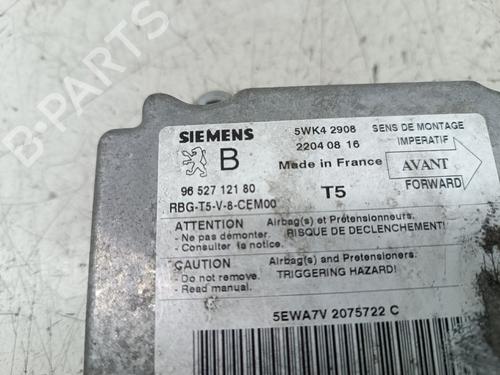 SIEMENS
5WK4 2908
SENS DE MONTAGE
IMPERATIF
B
2204 08 16
Made in France
AVANT
FORWARD
96 527 121 80
T5
RBG-T5-V-8-CEM00
ATTENTION
Airbag(s) et Prétensionneurs.
- Ne pas démonter.
RISQUE DE DECLENCHEMENT!
- Consulter la notice.
CAUTION
Airbag(s) and Pretensioners.
- Do not remove.
TRIGGERING HAZARD!
- Read manual.
5EWA7V 2075722 C